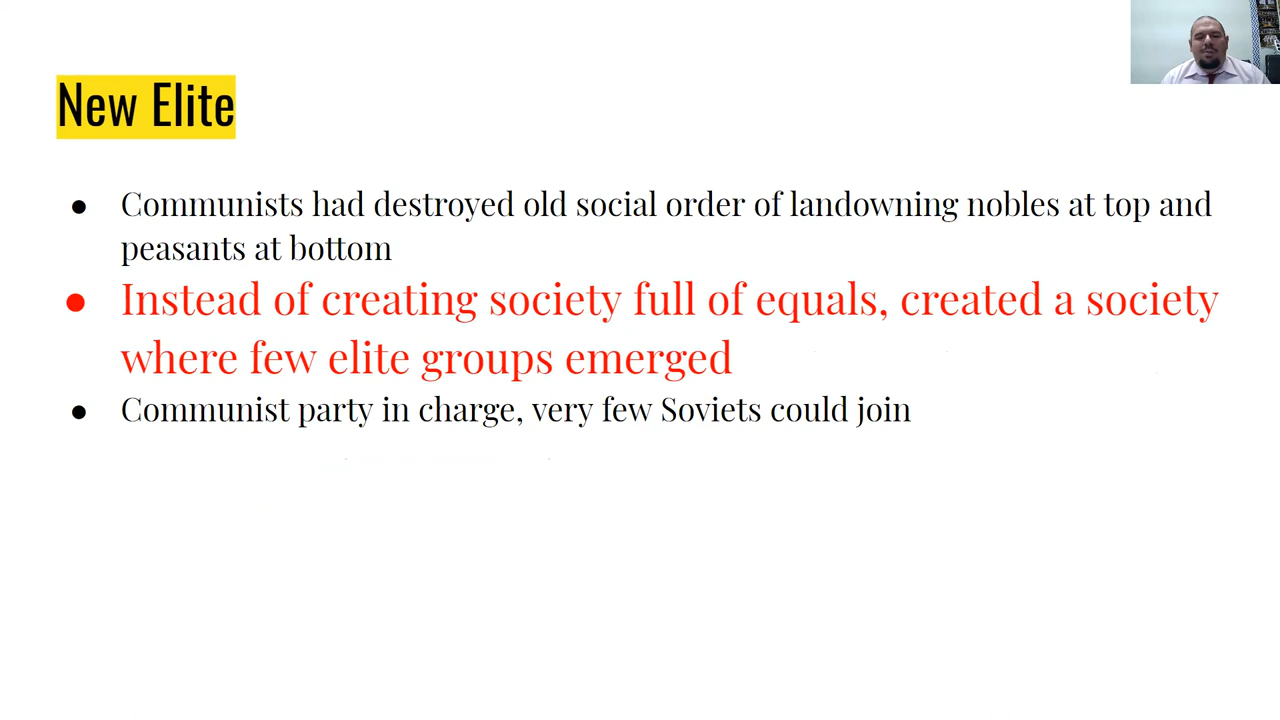 New Elite
● Communists had destroyed old social order of landowning nobles at top and
peasants at bottom
● Instead of creating society full of equals, created a society
where few elite groups emerged
● Communist party in charge, very few Soviets could join